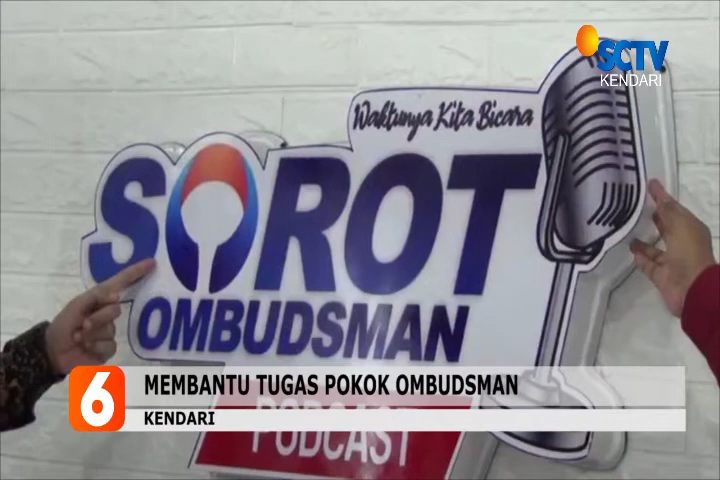 SCTV
KENDARI
Waktunya Kita Bicara
SOROT
OMBUDSMAN
6 MEMBANTU TUGAS POKOK OMBUDSMAN
KENDARI
PODCAST